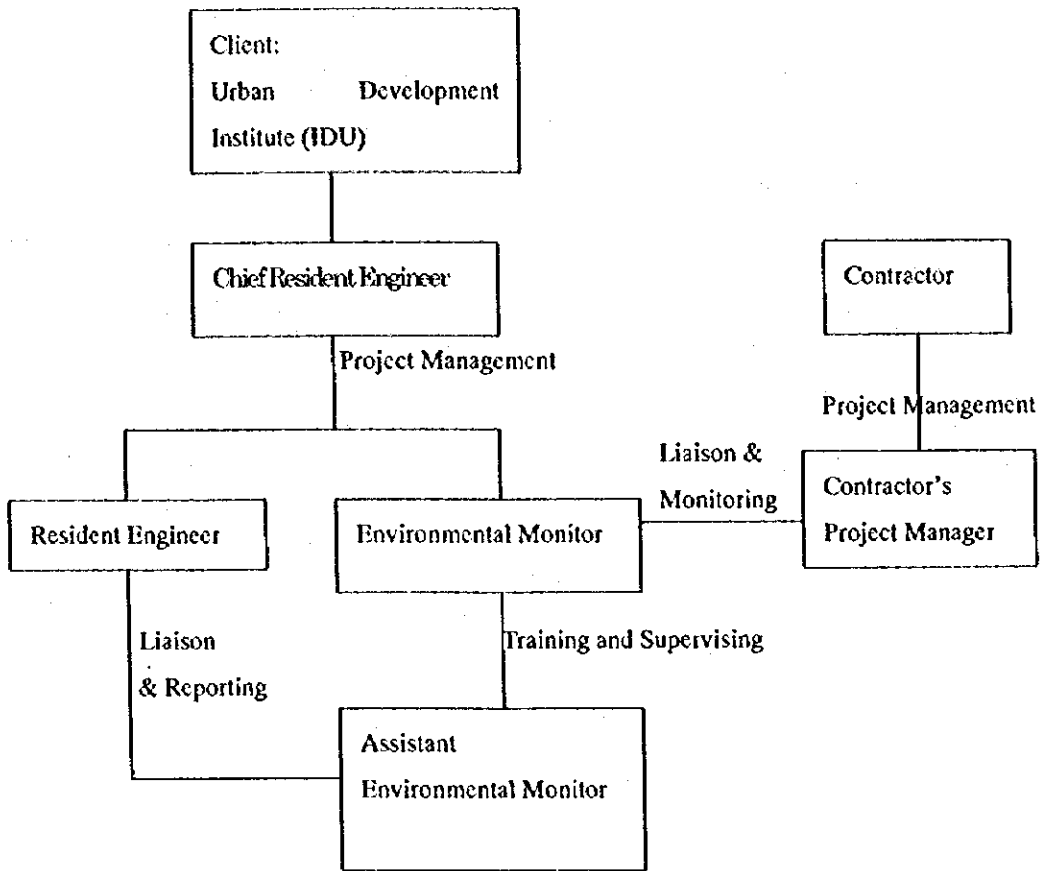 Client:
Urban Development
Institute (IDU)
Chief Resident Engineer
Contractor
Project Management
Project Management
Liaison &
Monitoring
Contractor's
Project Manager
Resident Engineer
Environmental Monitor
Liaison
& Reporting
Training and Supervising
Assistant
Environmental Monitor